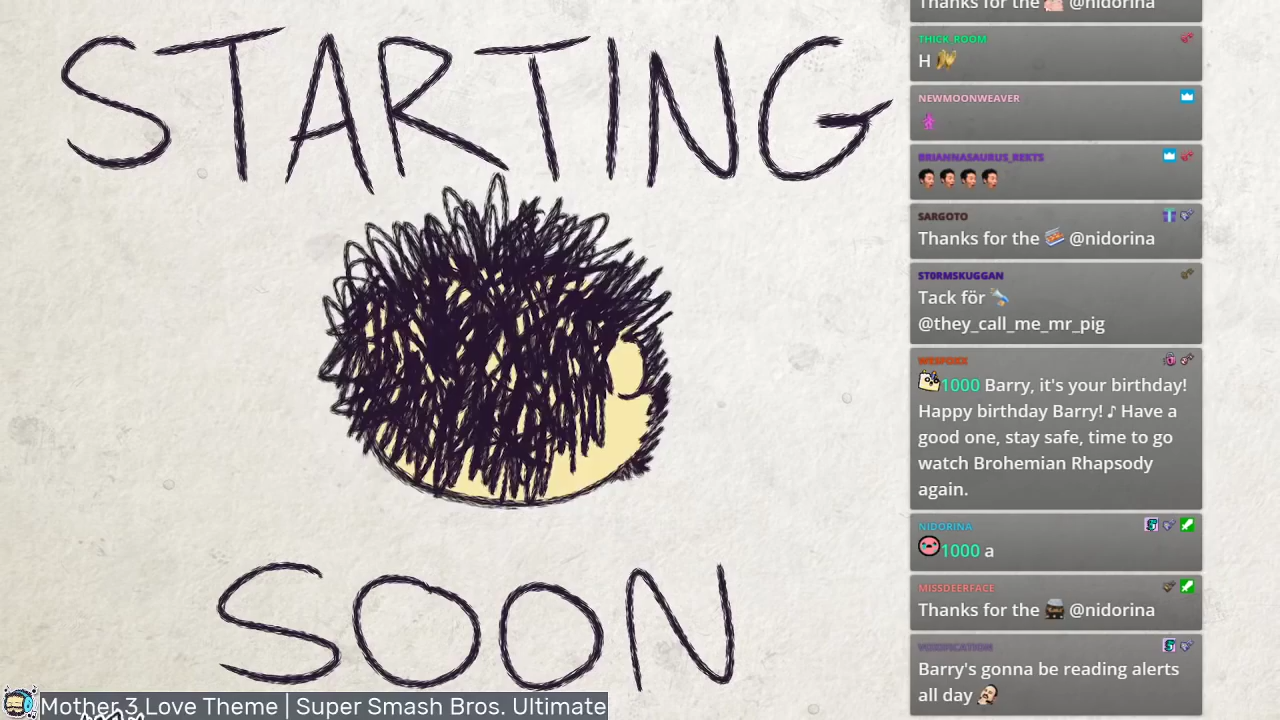 STARTING
SOON
Mother 3 Love Theme | Super Smash Bros. Ultimate
Thanks for the @nidorina
THICK_ROOM
H
NEWMOONWEAVER
BRIANNASAURUS_REKTS
SARGOTO
Thanks for the @nidorina
ST0RMSKUGGAN
Tack för
@they_call_me_mr_pig
1000 Barry, it's your birthday!
Happy birthday Barry! ♪ Have a
good one, stay safe, time to go
watch Brohemian Rhapsody
again.
NIDORINA
1000 a
MISSDEERFACE
Thanks for the @nidorina
Barry's gonna be reading alerts
all day